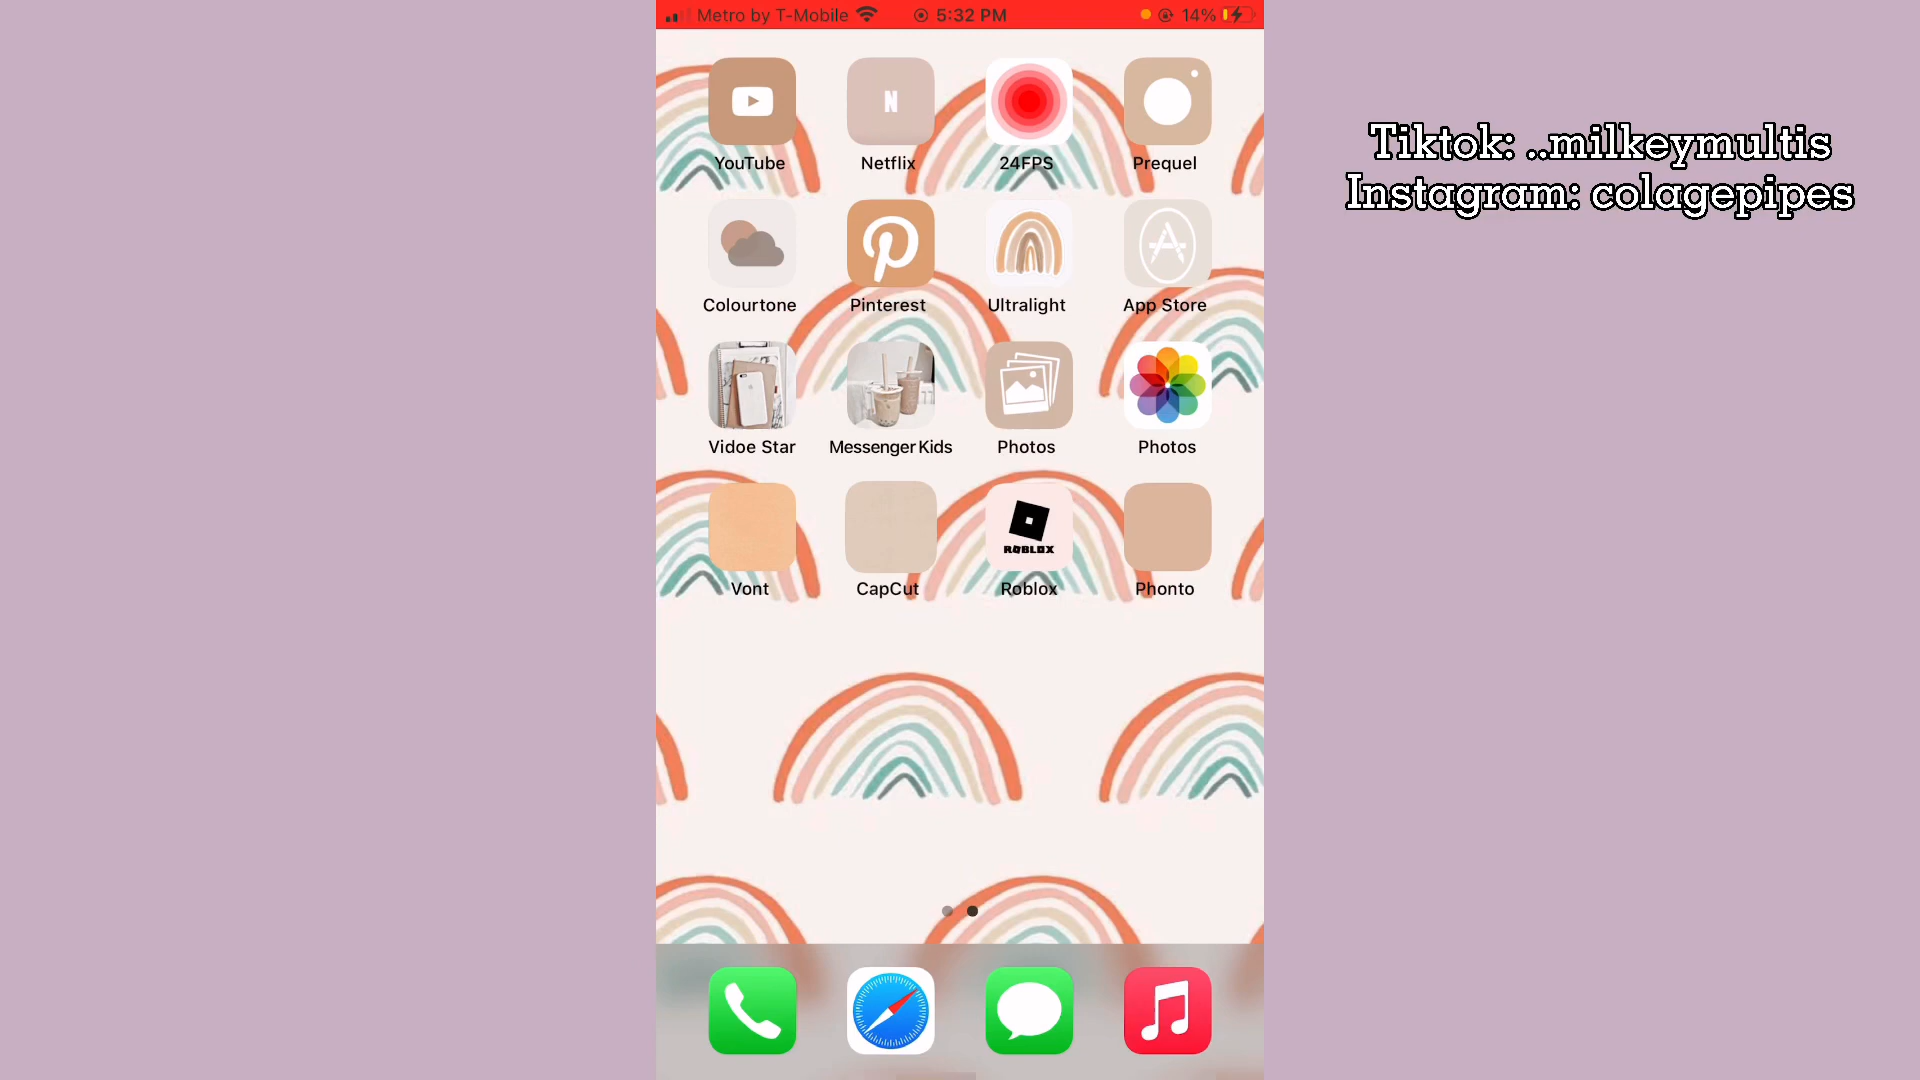 Metro by T-Mobile 5:32 PM 14%
Tiktok: ..milkeymultis
Instagram: colagepipes
N
YouTube Netflix 24FPS Prequel
Colourtone Pinterest Ultralight App Store
Vidoe Star Messenger Kids Photos Photos
ROBLOX
Vont CapCut Roblox Phonto